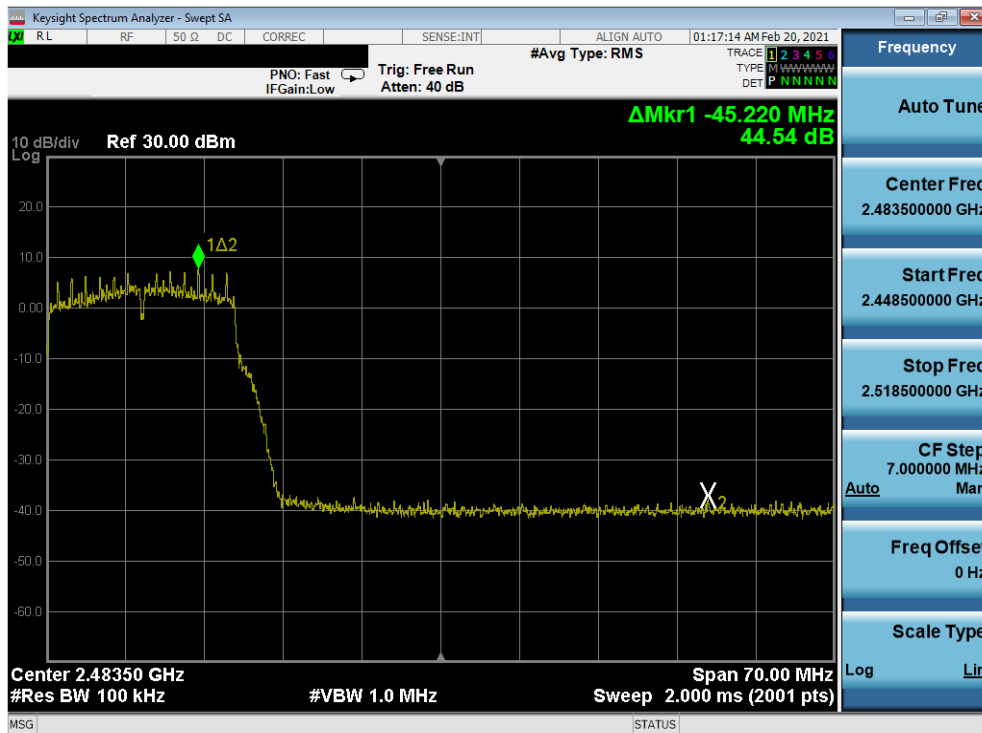 Keysight Spectrum Analyzer - Swept SA
LXI RL RF 50 Ω DC CORREC SENSE:INT ALIGN AUTO 01:17:14 AM Feb 20, 2021
#Avg Type: RMS
TRACE 1 2 3 4 5 6
TYPE M W W W W W
DET P N N N N N
PNO: Fast
IFGain:Low
Trig: Free Run
Atten: 40 dB
ΔMkr1 -45.220 MHz
44.54 dB
10 dB/div
Log
Ref 30.00 dBm
20.0
10.0
0.00
-10.0
-20.0
-30.0
-40.0
-50.0
-60.0
1Δ2
X2
Center 2.48350 GHz
Span 70.00 MHz
#Res BW 100 kHz
#VBW 1.0 MHz
Sweep 2.000 ms (2001 pts)
MSG
STATUS
Frequency
Auto Tune
Center Freq
2.483500000 GHz
Start Freq
2.448500000 GHz
Stop Freq
2.518500000 GHz
CF Step
7.000000 MHz
Auto Man
Freq Offset
0 Hz
Scale Type
Log Lin